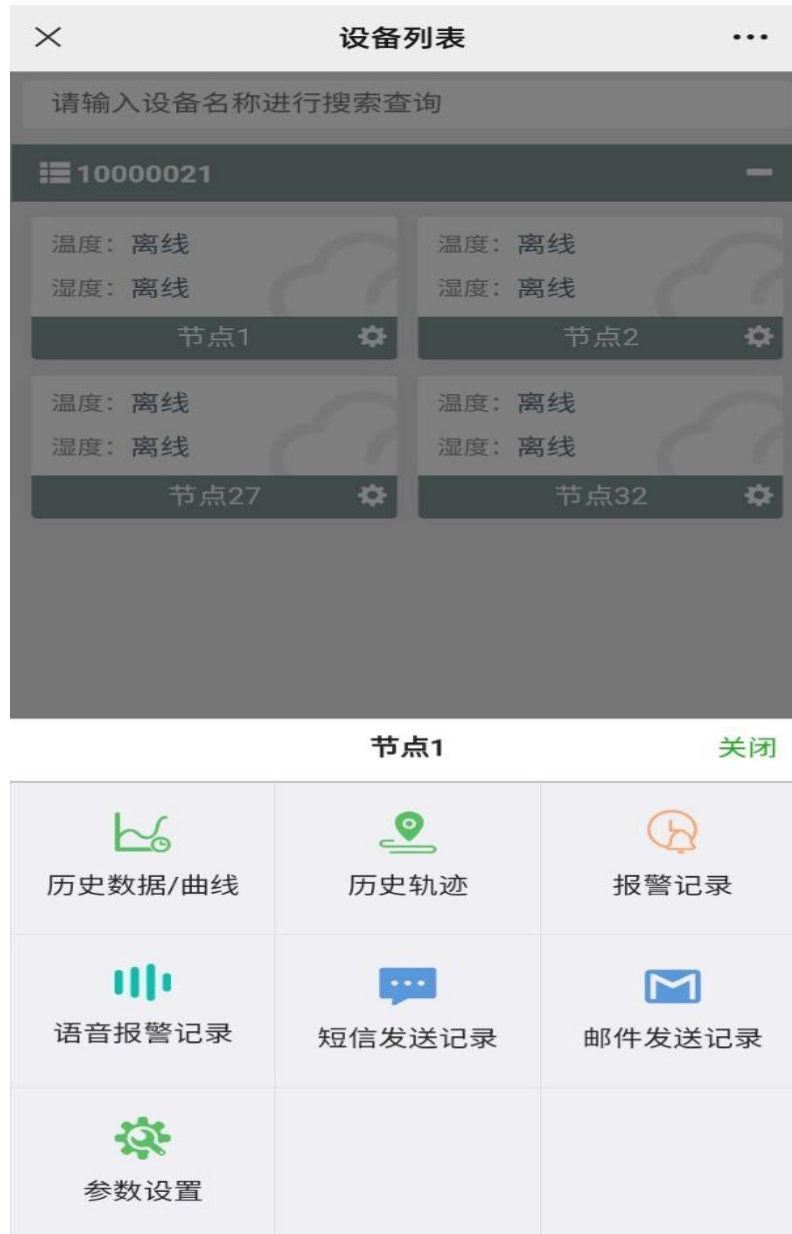 设备列表
请输入设备名称进行搜索查询
10000021
温度：离线 温度：离线
湿度：离线 湿度：离线
节点1 节点2
温度：离线 温度：离线
湿度：离线 湿度：离线
节点27 节点32
节点1 关闭
历史数据/曲线 历史轨迹 报警记录
语音报警记录 短信发送记录 邮件发送记录
参数设置